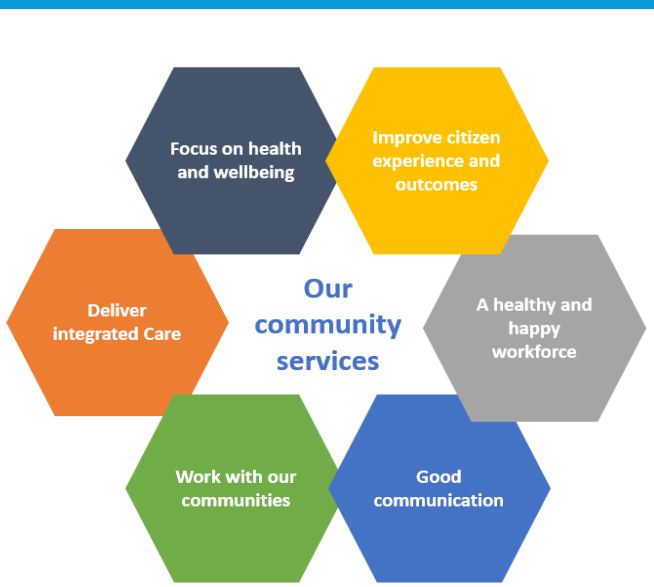 Focus on health
and wellbeing
Improve citizen
experience and
outcomes
Deliver
integrated Care
Our
community
services
A healthy and
happy
workforce
Work with our
communities
Good
communication